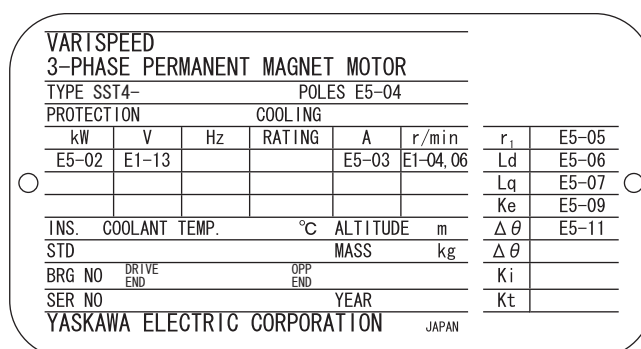 VARISPEED
3-PHASE PERMANENT MAGNET MOTOR
TYPE SST4- POLES E5-04
PROTECTION COOLING
kW V Hz RATING A r/min r1 E5-05
E5-02 E1-13 E5-03 E1-04, 06 Ld E5-06
Lq E5-07
Ke E5-09
INS. COOLANT TEMP. ℃ ALTITUDE m Δθ E5-11
STD MASS kg Δθ
BRG NO DRIVE END OPP END Ki
SER NO YEAR Kt
YASKAWA ELECTRIC CORPORATION JAPAN